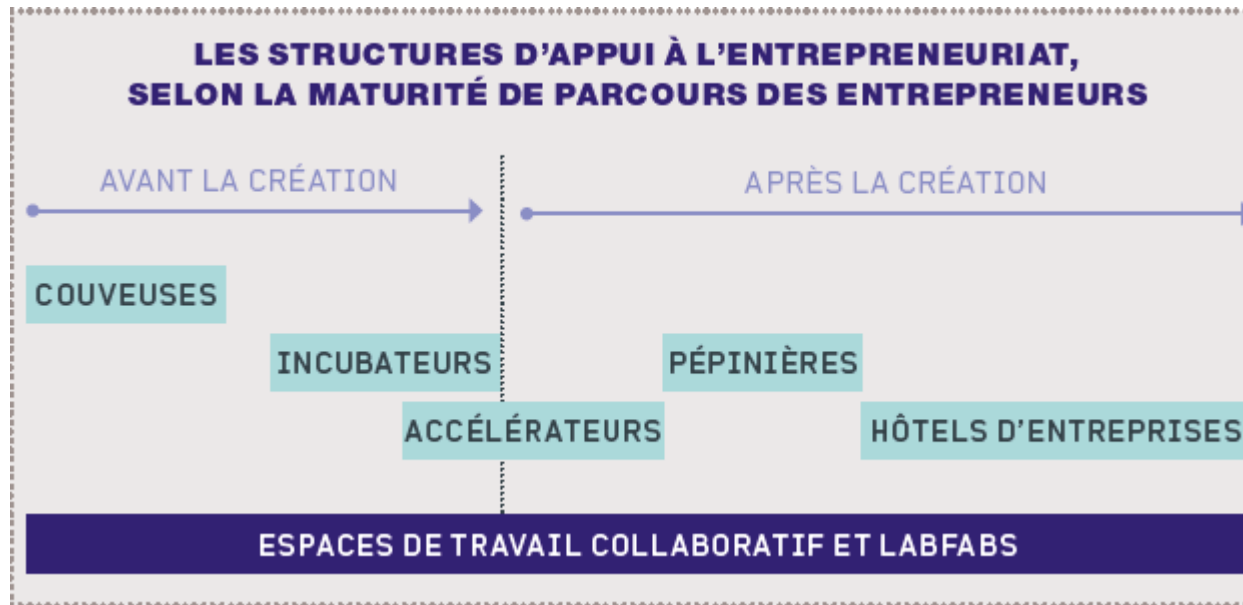 LES STRUCTURES D'APPUI À L'ENTREPRENEURIAT,
SELON LA MATURITÉ DE PARCOURS DES ENTREPRENEURS
AVANT LA CRÉATION
APRÈS LA CRÉATION
COUVEUSES
INCUBATEURS
PÉPINIÈRES
ACCÉLÉRATEURS
HÔTELS D'ENTREPRISES
ESPACES DE TRAVAIL COLLABORATIF ET LABFABS